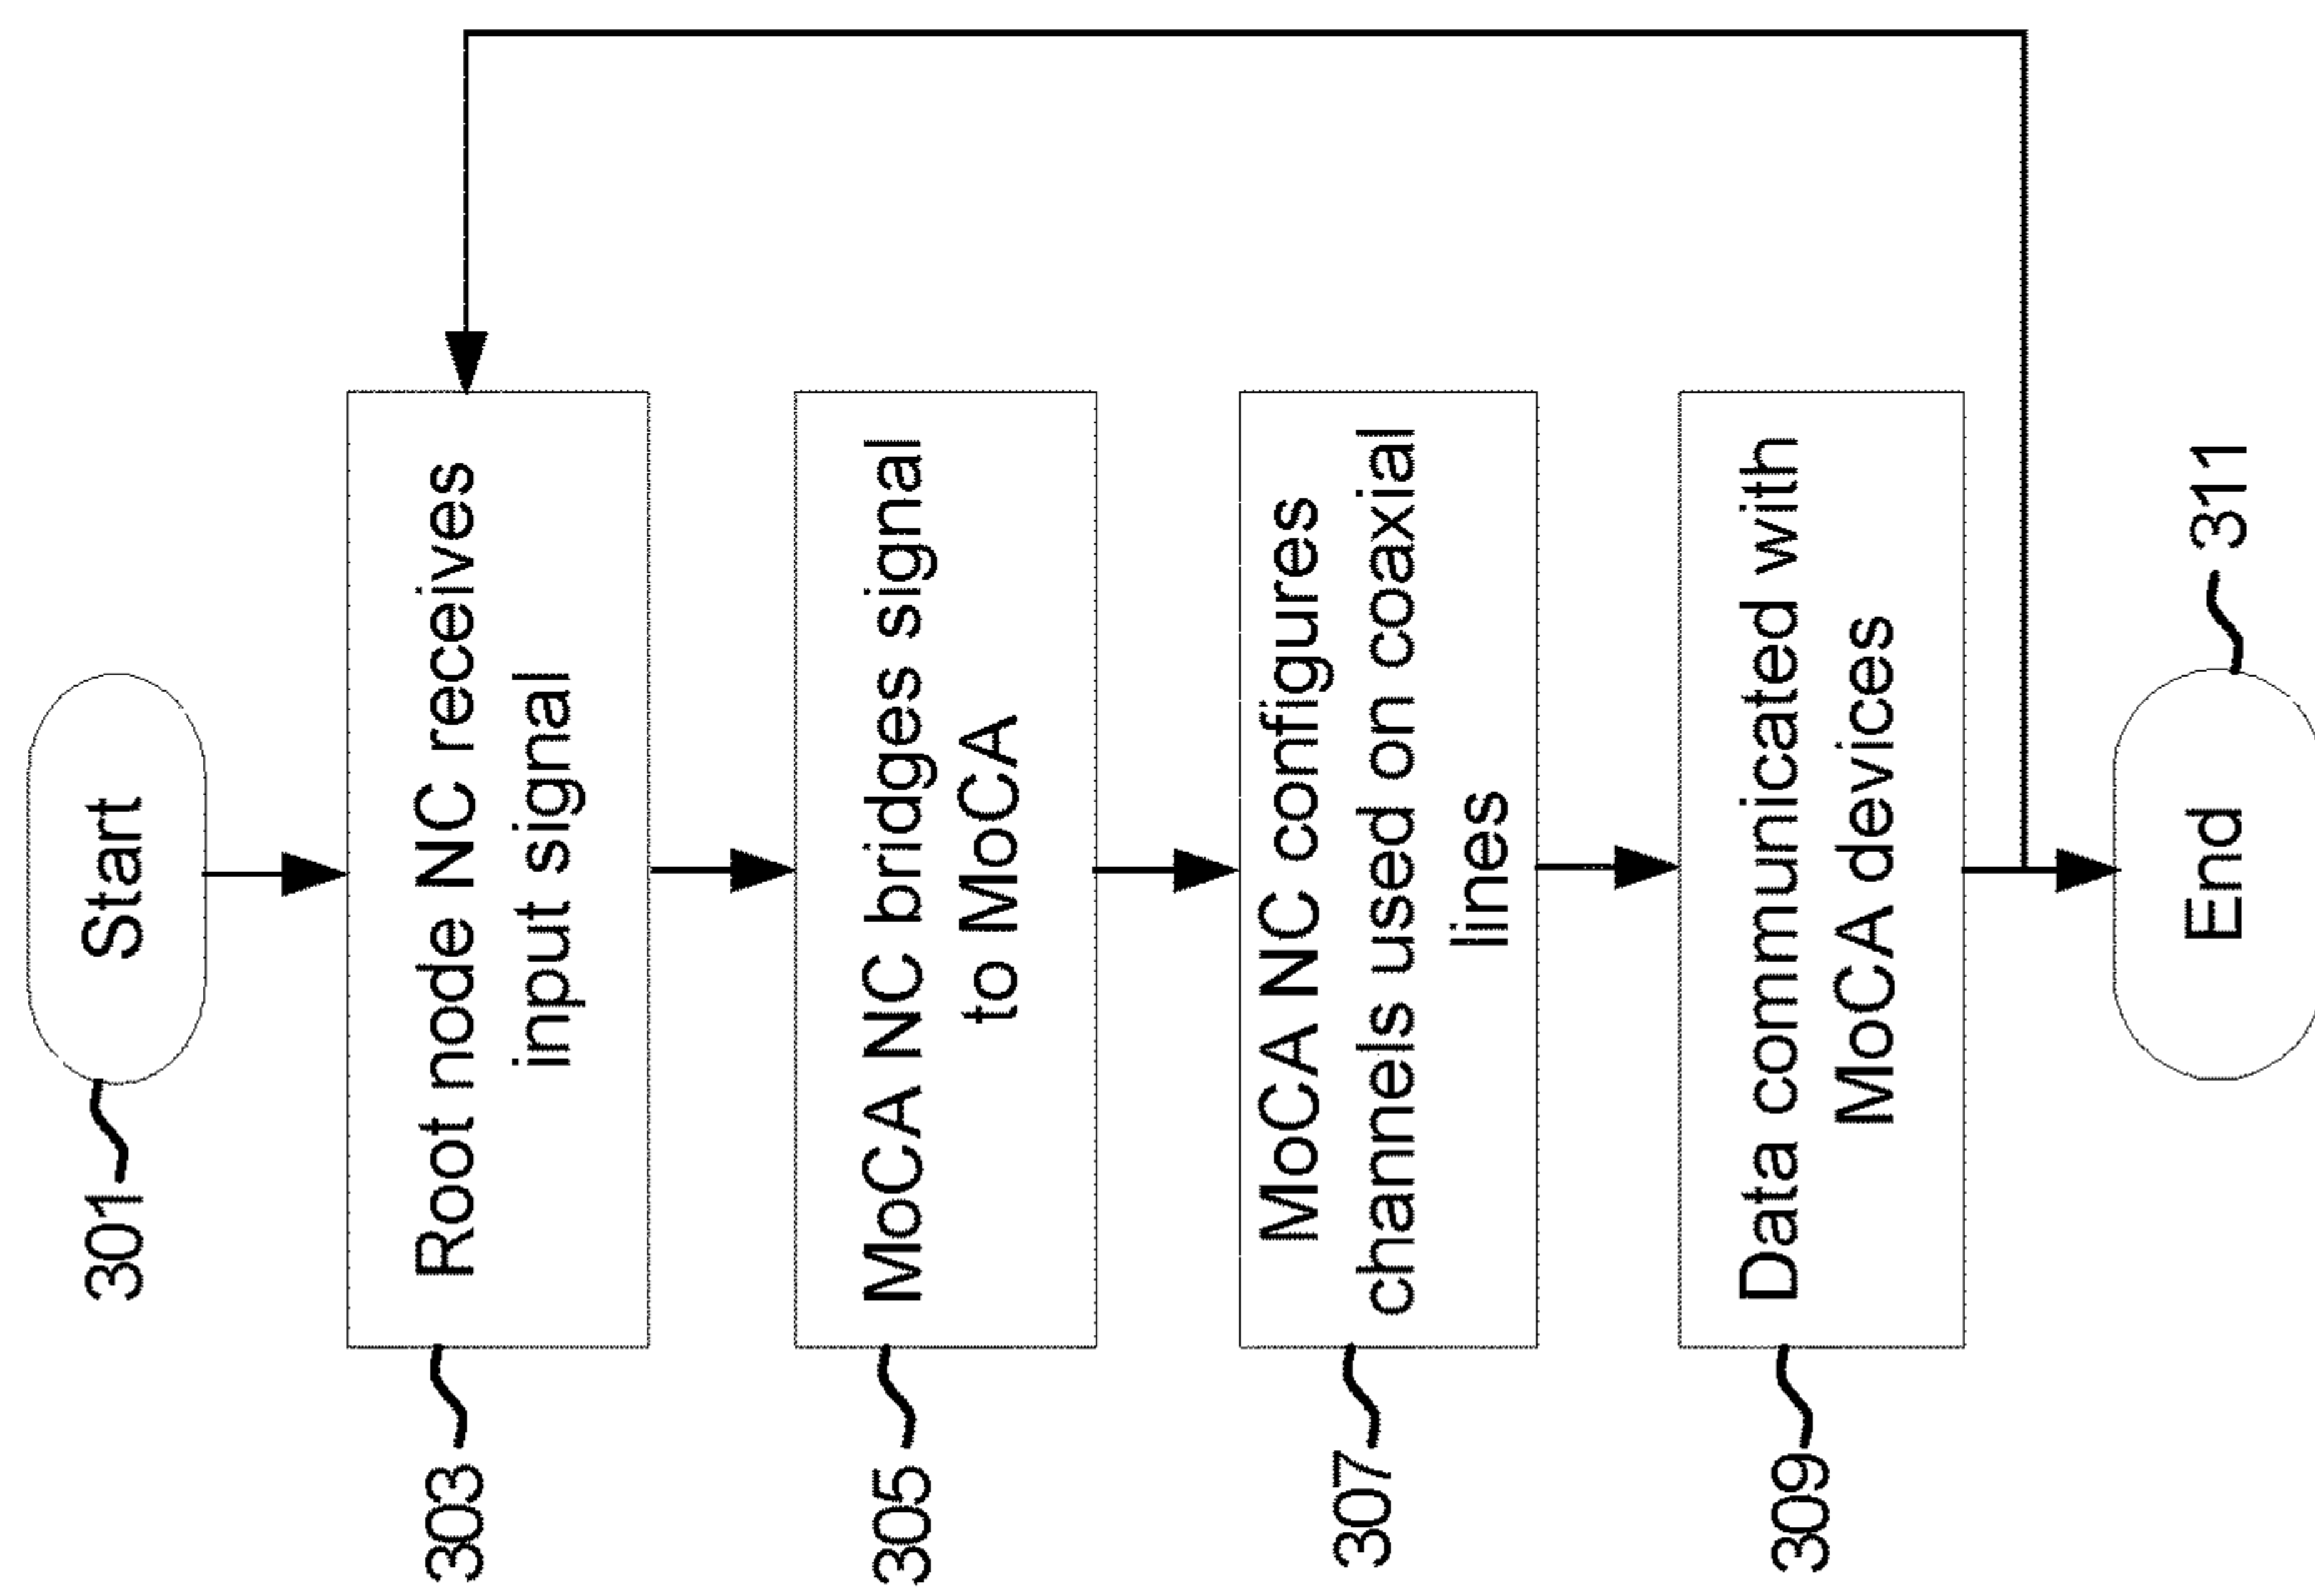 301
Start
303
Root node NC receives
input signal
305
MoCA NC bridges signal
to MoCA
307
MoCA NC configures
channels used on coaxial
lines
309
Data communicated with
MoCA devices
End
311